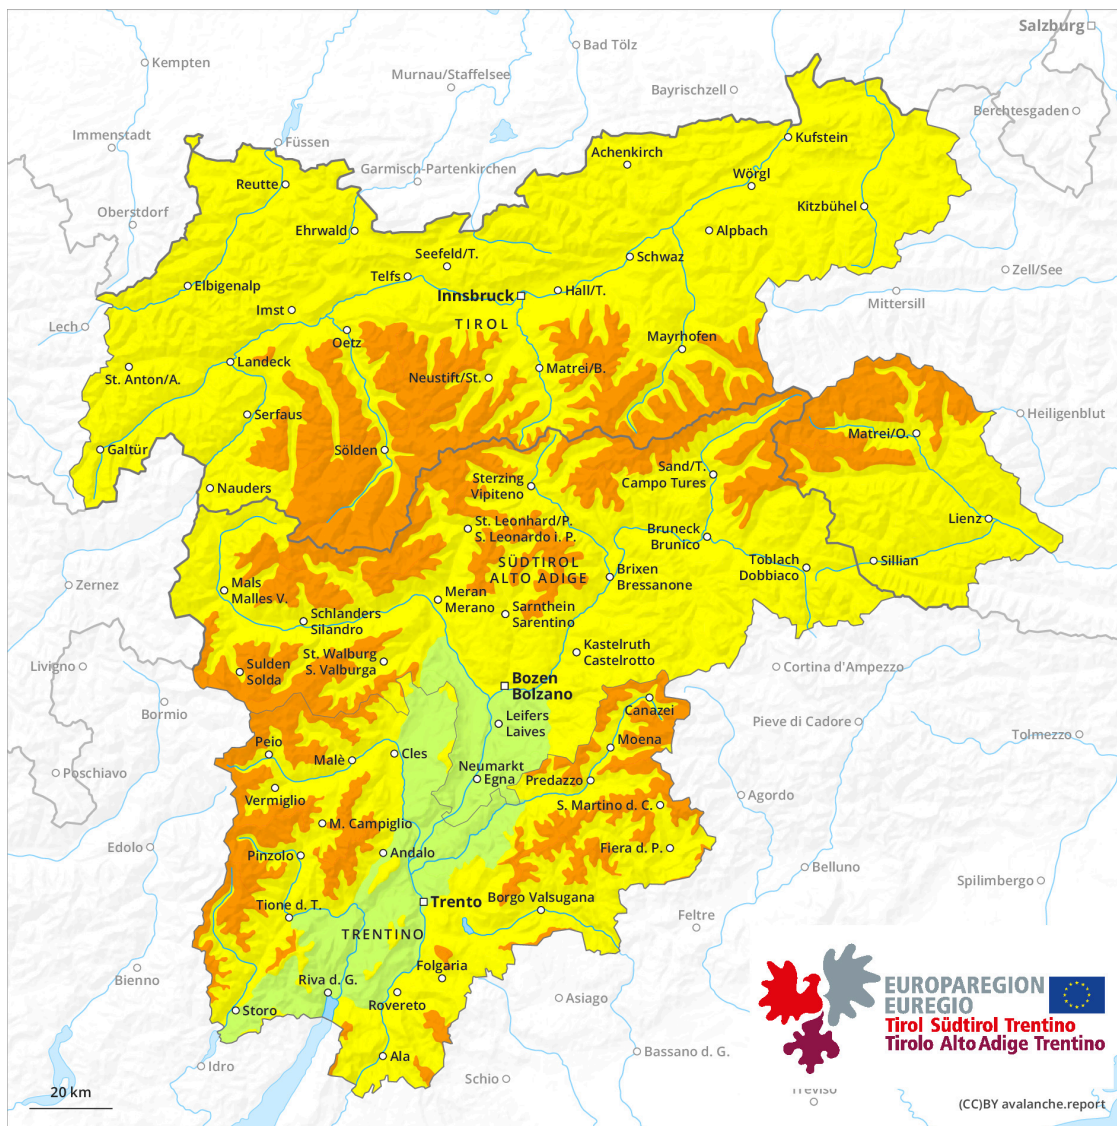 Salzburg
Bad Tölz
Kempten
Murnau/Staffelsee
Bayrischzell
Berchtesgaden
Immenstadt
Füssen
Kufstein
Achenkirch
Garmisch-Partenkirchen
Wörgl
Reutte
Kitzbühel
Oberstdorf
Ehrwald
Alpbach
Seefeld/T.
Schwaz
Zell/See
Telfs
Elbigenalp
Hall/T.
Innsbruck
Mittersill
Imst
TIROL
Lech
Oetz
Mayrhofen
Landeck
Matrei/B.
St. Anton/A.
Neustift/St.
Serfaus
Heiligenblut
Matrei/O.
Galtür
Sölden
Sand/T.
Campo Tures
Sterzing
Vipiteno
Nauders
Lienz
St. Leonhard/P.
S. Leonardo i. P.
Bruneck
Brunico
SÜDTIROL
ALTO ADIGE
Toblach
Dobbiaco
Sillian
Brixen
Bressanone
Zernez
Mals
Malles V.
Meran
Merano
Sarnthein
Sarentino
Schlanders
Silandro
Kastelruth
Castelrotto
St. Walburg
S. Valburga
Livigno
Sulden
Solda
Cortina d'Ampezzo
Bozen
Bolzano
Canazei
Bormio
Leifers
Laives
Pieve di Cadore
Tolmezzo
Peio
Moena
Cles
Malè
Poschiavo
Neumarkt
Egna
Predazzo
Vermiglio
Agordo
S. Martino d. C.
M. Campiglio
Edolo
Fiera d. P.
Andalo
Pinzolo
Belluno
Spilimbergo
Borgo Valsugana
Trento
Tione d. T.
Feltre
TRENTINO
Bienno
Folgaria
Riva d. G.
EUROPAREGION
EUREGIO
Tirol Südtirol Trentino
Tirolo Alto Adige Trentino
Rovereto
Asiago
Storo
Ala
Bassano d. G.
Idro
Schio
20 km
Treviso
(CC)BY avalanche.report